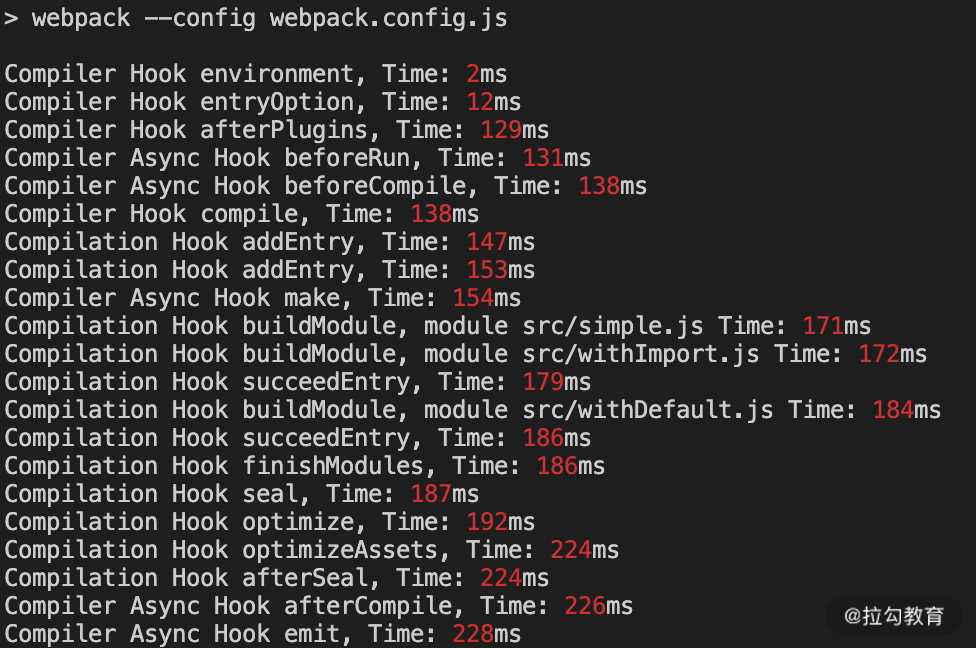 > webpack --config webpack.config.js
Compiler Hook environment, Time: 2ms
Compiler Hook entryOption, Time: 12ms
Compiler Hook afterPlugins, Time: 129ms
Compiler Async Hook beforeRun, Time: 131ms
Compiler Async Hook beforeCompile, Time: 138ms
Compiler Hook compile, Time: 138ms
Compilation Hook addEntry, Time: 147ms
Compilation Hook addEntry, Time: 153ms
Compiler Async Hook make, Time: 154ms
Compilation Hook buildModule, module src/simple.js Time: 171ms
Compilation Hook buildModule, module src/withImport.js Time: 172ms
Compilation Hook succeedEntry, Time: 179ms
Compilation Hook buildModule, module src/withDefault.js Time: 184ms
Compilation Hook succeedEntry, Time: 186ms
Compilation Hook finishModules, Time: 186ms
Compilation Hook seal, Time: 187ms
Compilation Hook optimize, Time: 192ms
Compilation Hook optimizeAssets, Time: 224ms
Compilation Hook afterSeal, Time: 224ms
Compiler Async Hook afterCompile, Time: 226ms
Compiler Async Hook emit, Time: 228ms
@拉勾教育